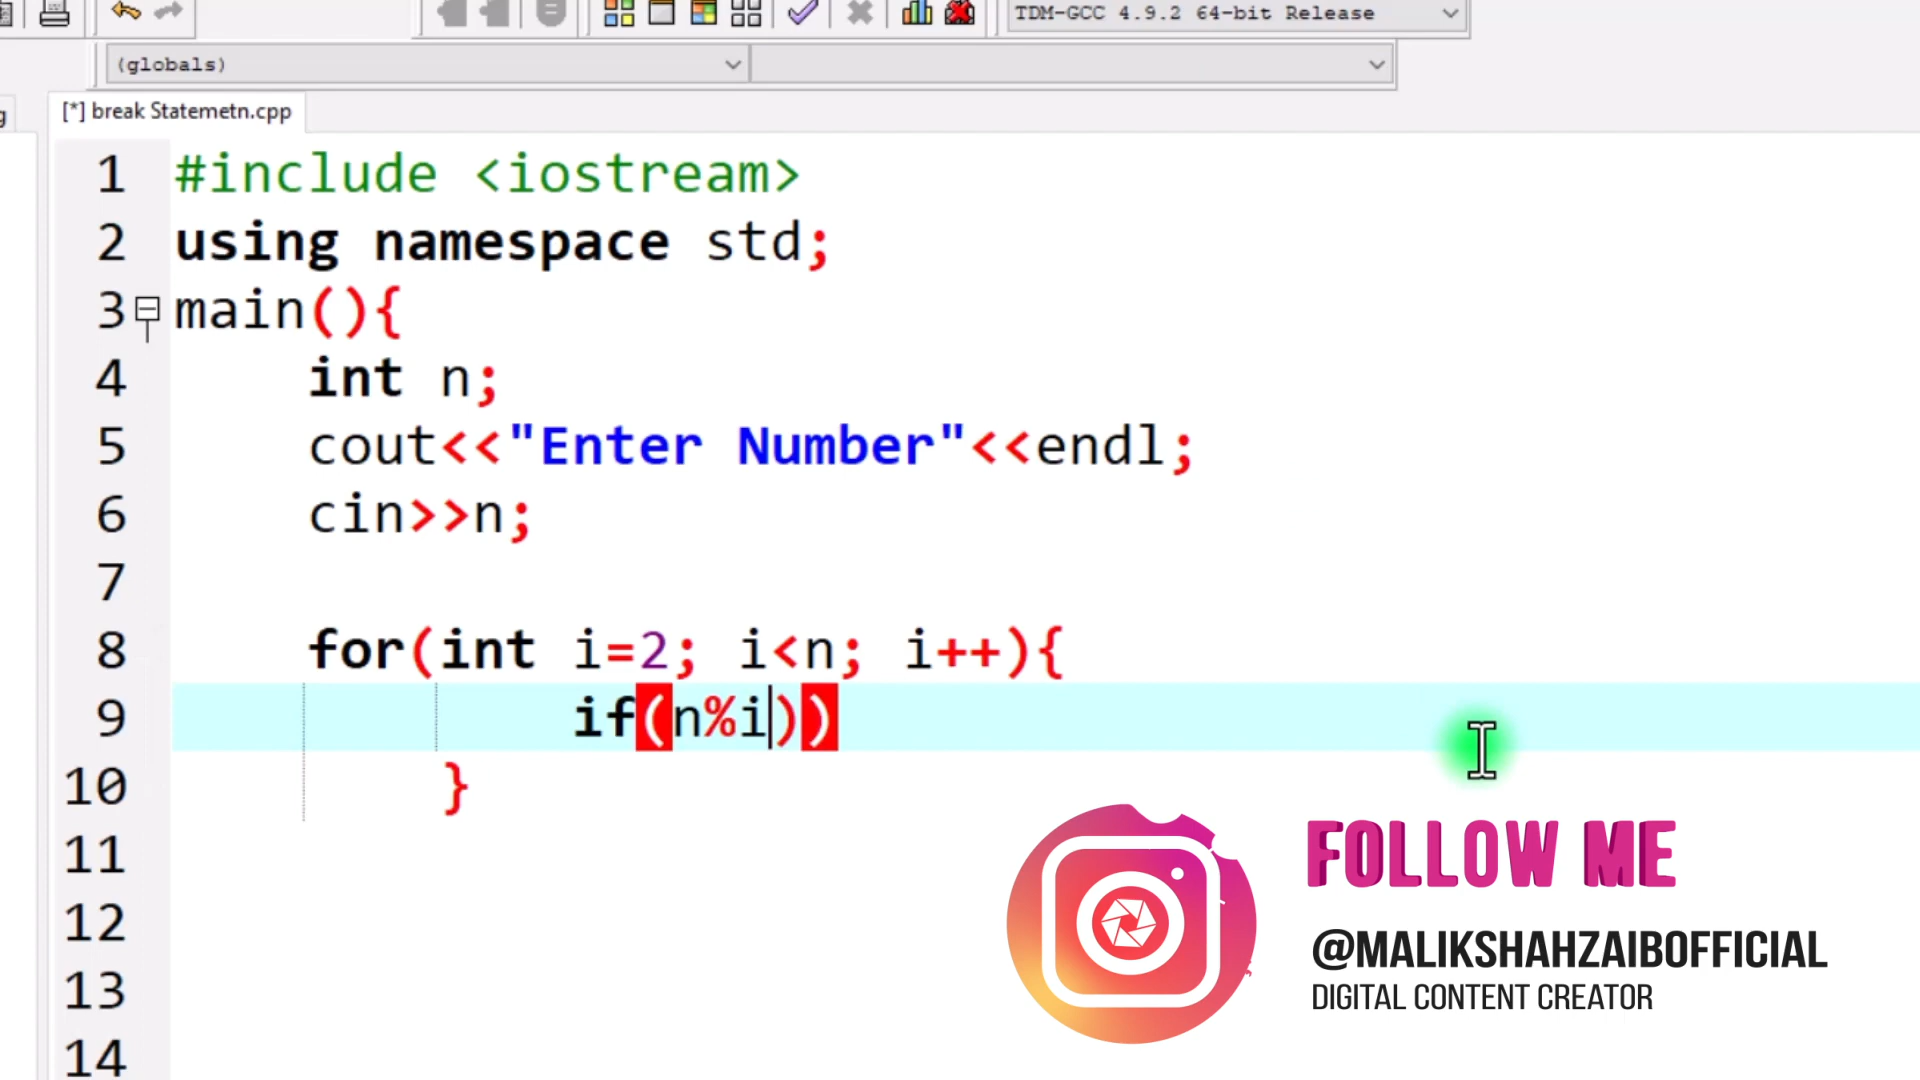 TDM-GCC 4.9.2 64-bit Release
(globals)
[*] break Statemetn.cpp
1 #include <iostream>
2 using namespace std;
3 main(){
4 int n;
5 cout<<"Enter Number"<<endl;
6 cin>>n;
7
8 for(int i=2; i<n; i++){
9 if(n%i))
10 }
11
12
13
14
FOLLOW ME
@MALIKSHAHZAIBOFFICIAL
DIGITAL CONTENT CREATOR